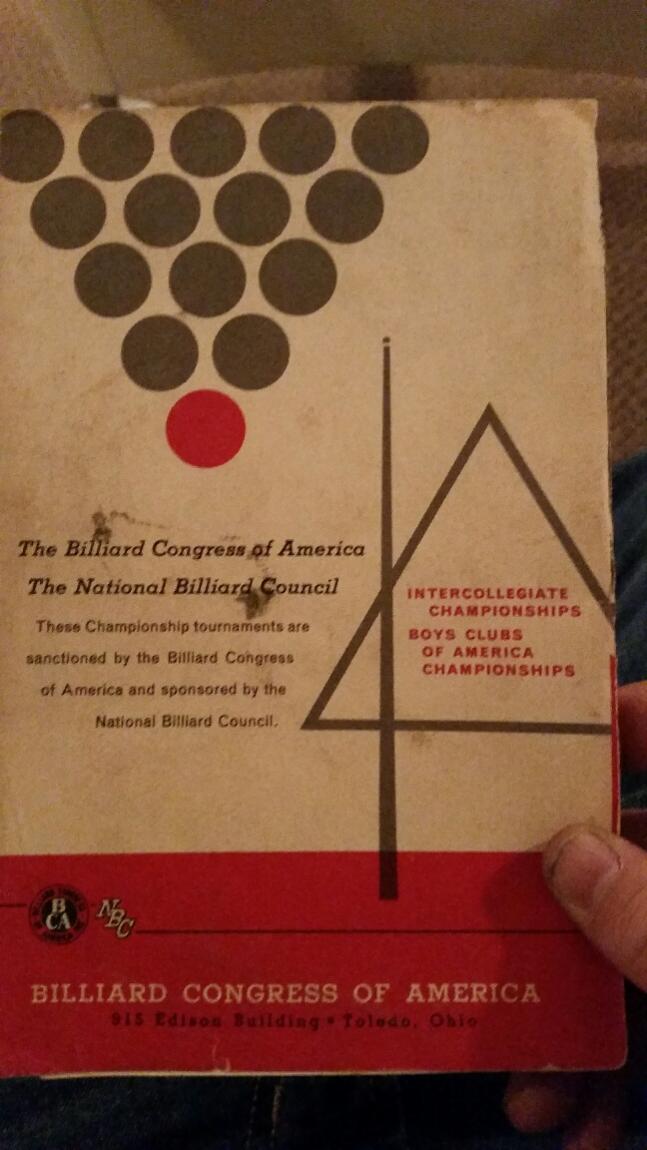 The Billiard Congress of America
The National Billiard Council
These Championship tournaments are
sanctioned by the Billiard Congress
of America and sponsored by the
National Billiard Council.
INTERCOLLEGIATE
CHAMPIONSHIPS
BOYS CLUBS
OF AMERICA
CHAMPIONSHIPS
BCA
NBC
BILLIARD CONGRESS OF AMERICA
915 Edison Building • Toledo, Ohio